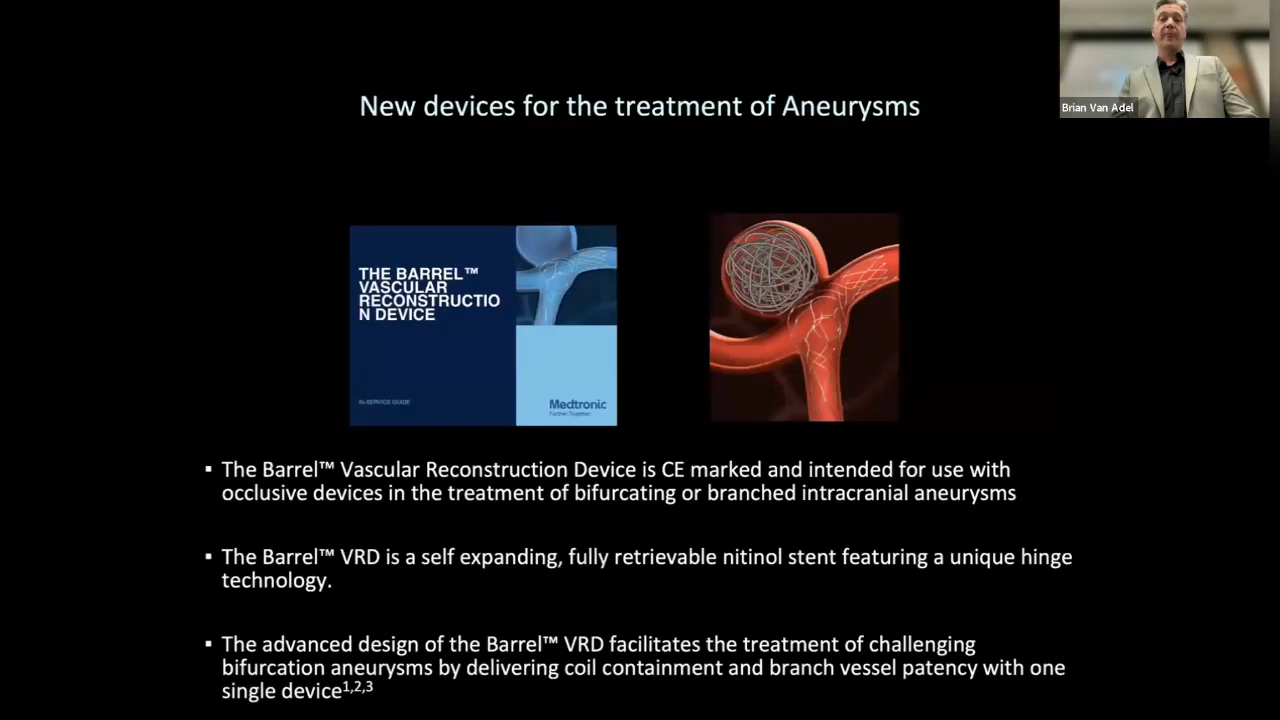 Brian Van Adel
New devices for the treatment of Aneurysms
THE BARREL™
VASCULAR
RECONSTRUCTIO
N DEVICE
SERVICE GUIDE
Medtronic
Further, Together
▪ The Barrel™ Vascular Reconstruction Device is CE marked and intended for use with
occlusive devices in the treatment of bifurcating or branched intracranial aneurysms
▪ The Barrel™ VRD is a self expanding, fully retrievable nitinol stent featuring a unique hinge
technology.
▪ The advanced design of the Barrel™ VRD facilitates the treatment of challenging
bifurcation aneurysms by delivering coil containment and branch vessel patency with one
single device1,2,3